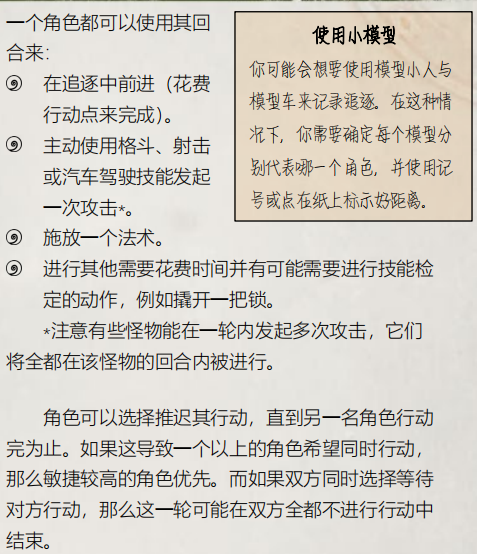 一个角色都可以使用其回
合来：
在追逐中前进（花费
行动点来完成）。
主动使用格斗、射击
或汽车驾驶技能发起
一次攻击*。
施放一个法术。
进行其他需要花费时间并有可能需要进行技能检
定的动作，例如撬开一把锁。
*注意有些怪物能在一轮内发起多次攻击，它们
将全都在该怪物的回合内被进行。
角色可以选择推迟其行动，直到另一名角色行动
完为止。如果这导致一个以上的角色希望同时行动，
那么敏捷较高的角色优先。而如果双方同时选择等待
对方行动，那么这一轮可能在双方全都不进行行动中
结束。
使用小模型
你可能会想要使用模型小人与
模型车来记录追逐。在这种情
况下，你需要确定每个模型分
别代表哪一个角色，并使用记
号或点在纸上标示好距离。